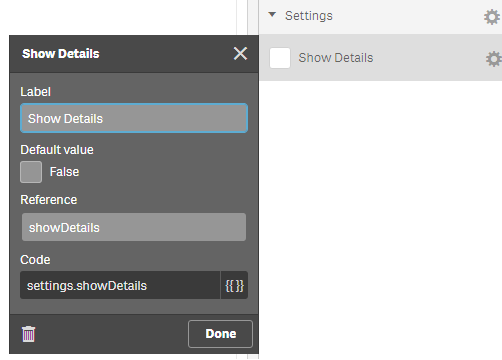 Settings
Show Details
Show Details
Label
Show Details
Default value
False
Reference
showDetails
Code
settings.showDetails {{ }}
Done